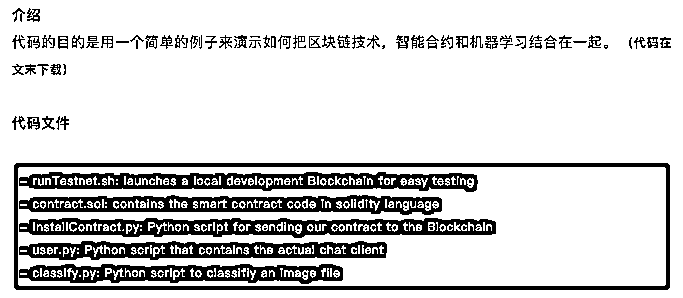 介绍
代码的目的是用一个简单的例子来演示如何把区块链技术，智能合约和机器学习结合在一起。（代码在
文末下载）
代码文件
- runTestnet.sh: launches a local development Blockchain for easy testing
- contract.sol: contains the smart contract code in solidity language
- installContract.py: Python script for sending our contract to the Blockchain
- user.py: Python script that contains the actual chat client
- classify.py: Python script to classifiy an image file